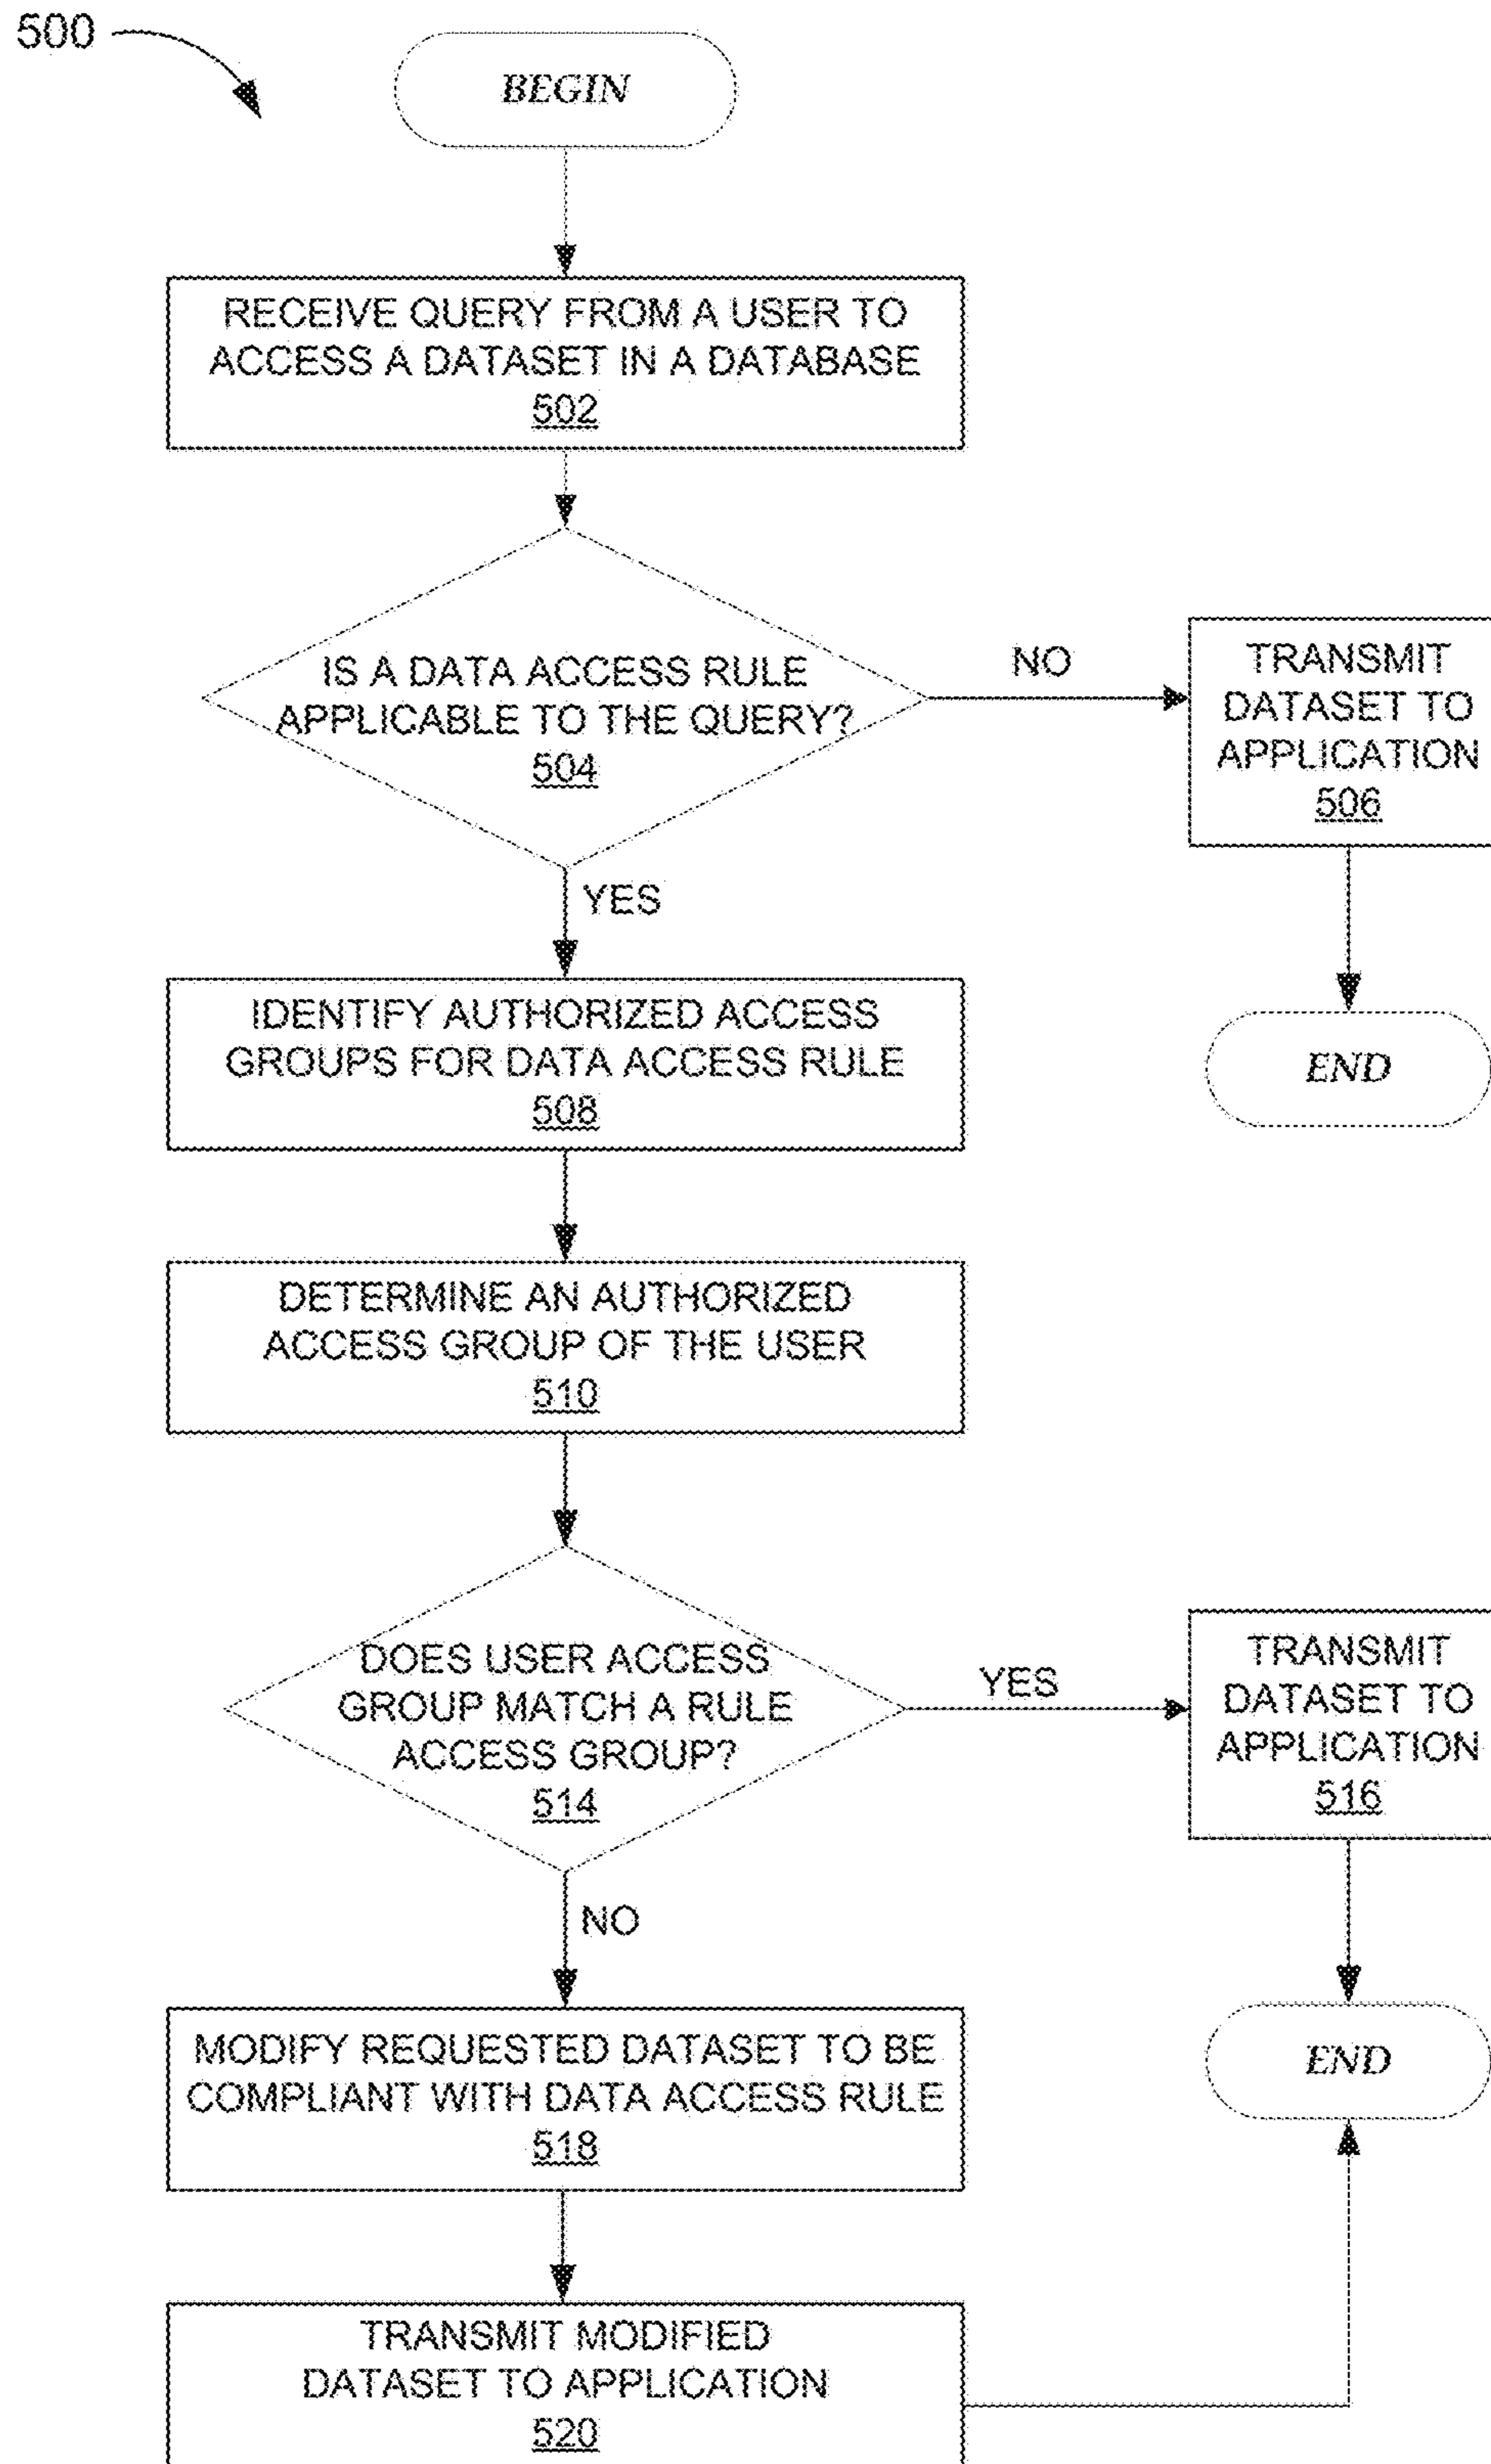 500
BEGIN
RECEIVE QUERY FROM A USER TO
ACCESS A DATASET IN A DATABASE
502
IS A DATA ACCESS RULE
APPLICABLE TO THE QUERY?
504
NO
TRANSMIT
DATASET TO
APPLICATION
506
END
YES
IDENTIFY AUTHORIZED ACCESS
GROUPS FOR DATA ACCESS RULE
508
DETERMINE AN AUTHORIZED
ACCESS GROUP OF THE USER
510
DOES USER ACCESS
GROUP MATCH A RULE
ACCESS GROUP?
514
YES
TRANSMIT
DATASET TO
APPLICATION
516
END
NO
MODIFY REQUESTED DATASET TO BE
COMPLIANT WITH DATA ACCESS RULE
518
TRANSMIT MODIFIED
DATASET TO APPLICATION
520